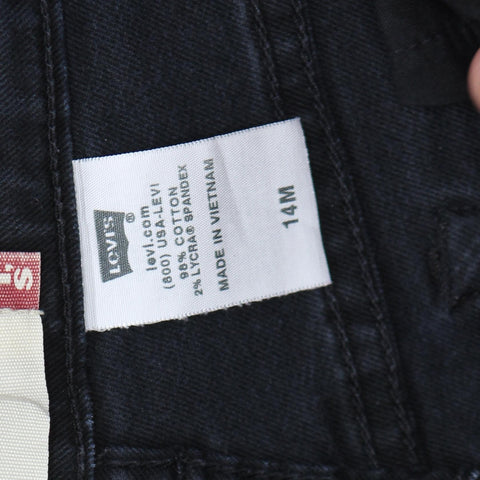 LEVI'S ®
levi.com
(800) USA-LEVI
98% COTTON
2% LYCRA® SPANDEX
MADE IN VIETNAM
14M